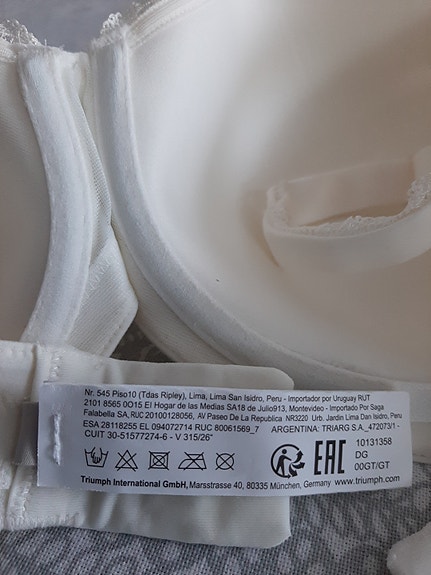 Nr. 545 Piso10 (Tdas Ripley), Lima, Lima San Isidro, Peru - Importador por Uruguay RUT
2101 8565 0O15 El Hogar de las Medias SA18 de Julio913, Montevideo - Importado Por Saga
Falabella SA, RUC 20100128056, AV Paseo De La Republica NR3220 Urb. Jardin Lima Dan Isidro, Peru
ESA 28118255 EL 094072714 RUC 80061569_7 ARGENTINA: TRIARG S.A._472073/1 -
CUIT 30-51577274-6 - V 315/26"
EAC
10131358
DG
00GT/GT
Triumph International GmbH, Marsstrasse 40, 80335 München, Germany www.triumph.com